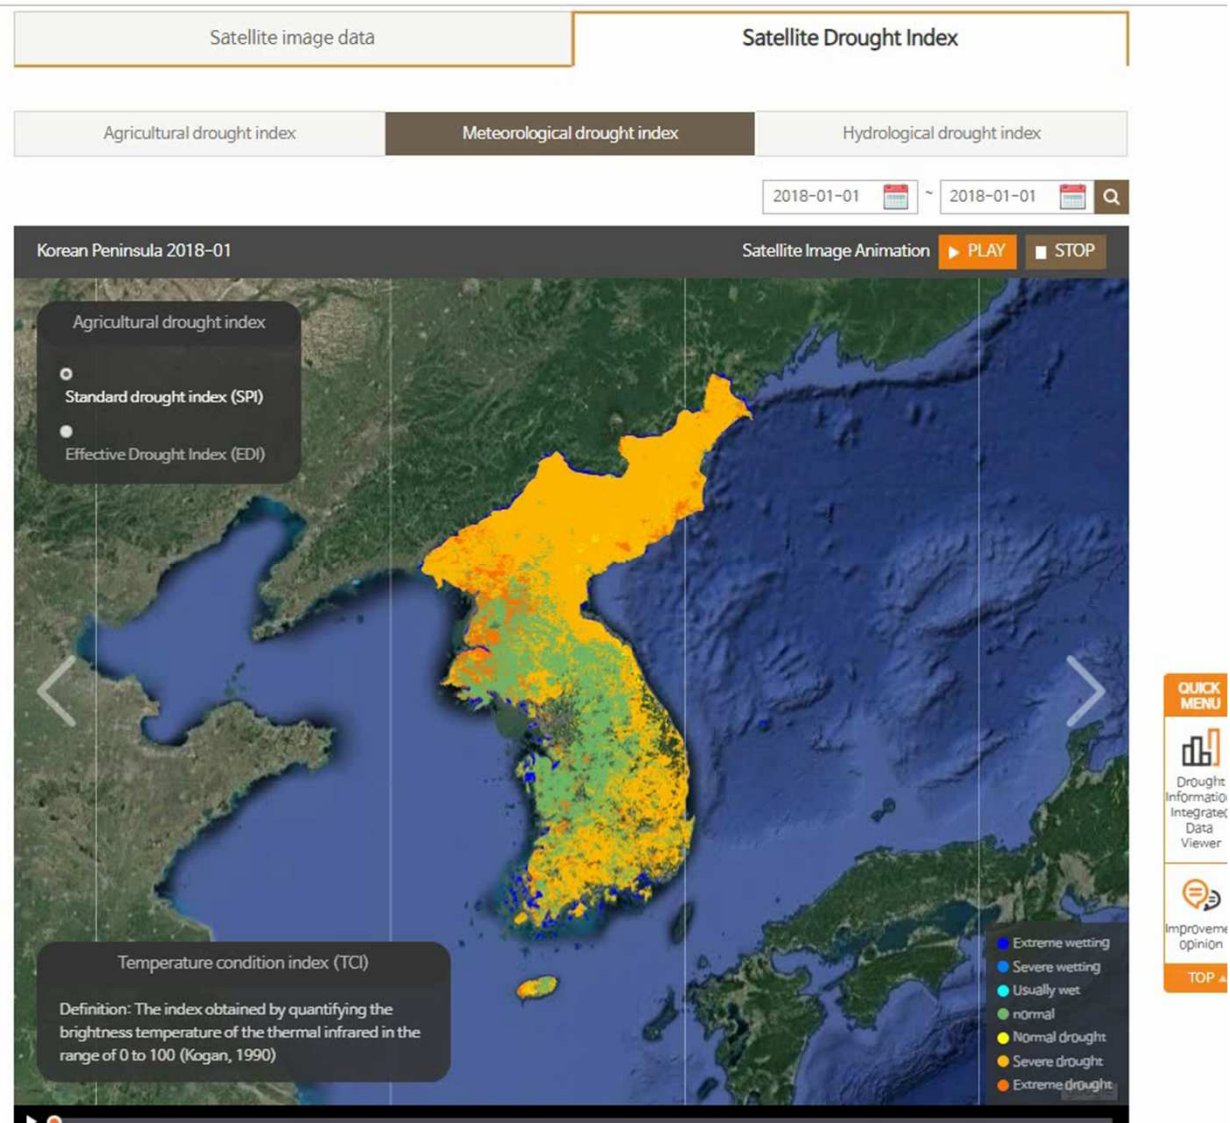 Satellite image data
Satellite Drought Index
Agricultural drought index
Meteorological drought index
Hydrological drought index
2018-01-01
~
2018-01-01
Korean Peninsula 2018-01
Satellite Image Animation
PLAY
STOP
Agricultural drought index
Standard drought index (SPI)
Effective Drought Index (EDI)
QUICK
MENU
Drought
Informatio
Integrated
Data
Viewer
Improveme
opinion
TOP
Temperature condition index (TCI)
Definition: The index obtained by quantifying the
brightness temperature of the thermal infrared in the
range of 0 to 100 (Kogan, 1990)
Extreme wetting
Severe wetting
Usually wet
normal
Normal drought
Severe drought
Extreme drought